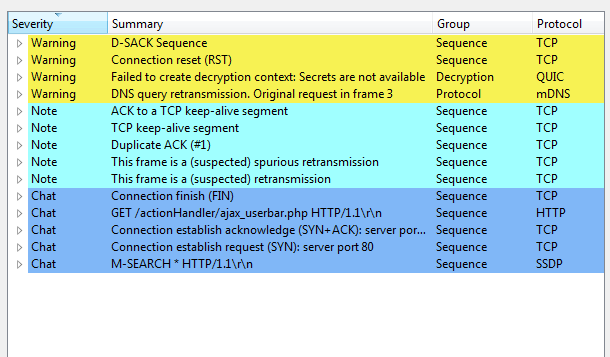 Severity Summary Group Protocol
Warning D-SACK Sequence Sequence TCP
Warning Connection reset (RST) Sequence TCP
Warning Failed to create decryption context: Secrets are not available Decryption QUIC
Warning DNS query retransmission. Original request in frame 3 Protocol mDNS
Note ACK to a TCP keep-alive segment Sequence TCP
Note TCP keep-alive segment Sequence TCP
Note Duplicate ACK (#1) Sequence TCP
Note This frame is a (suspected) spurious retransmission Sequence TCP
Note This frame is a (suspected) retransmission Sequence TCP
Chat Connection finish (FIN) Sequence TCP
Chat GET /actionHandler/ajax_userbar.php HTTP/1.1\r\n Sequence HTTP
Chat Connection establish acknowledge (SYN+ACK): server por... Sequence TCP
Chat Connection establish request (SYN): server port 80 Sequence TCP
Chat M-SEARCH * HTTP/1.1\r\n Sequence SSDP